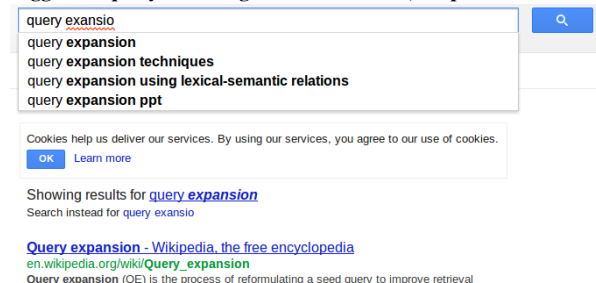 query exansio
query expansion
query expansion techniques
query expansion using lexical-semantic relations
query expansion ppt
Cookies help us deliver our services. By using our services, you agree to our use of cookies.
OK Learn more
Showing results for query expansion
Search instead for query exansio
Query expansion - Wikipedia, the free encyclopedia
en.wikipedia.org/wiki/Query_expansion
Query expansion (QE) is the process of reformulating a seed query to improve retrieval